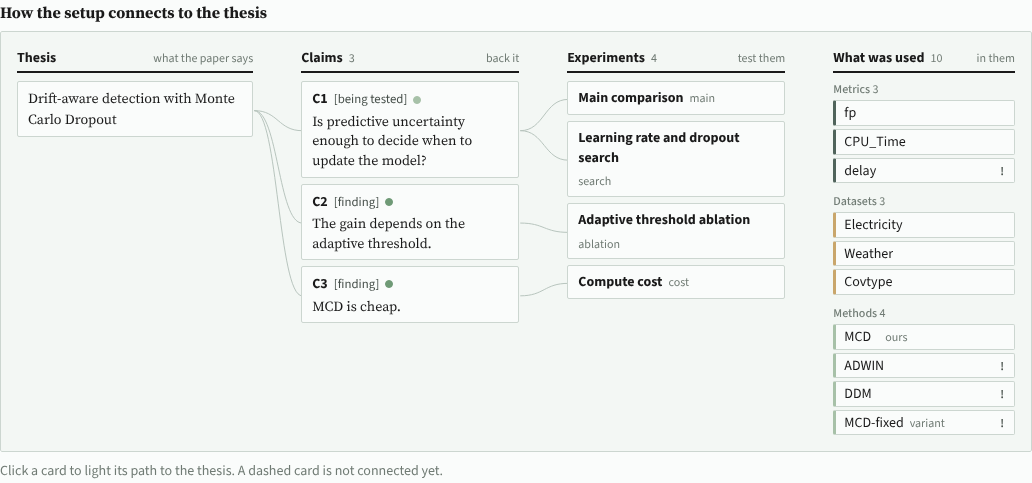 How the setup connects to the thesis
Thesis what the paper says
Drift-aware detection with Monte
Carlo Dropout
Claims 3 back it
C1 [being tested]
Is predictive uncertainty
enough to decide when to
update the model?
C2 [finding]
The gain depends on the
adaptive threshold.
C3 [finding]
MCD is cheap.
Experiments 4 test them
Main comparison main
Learning rate and dropout
search
search
Adaptive threshold ablation
ablation
Compute cost cost
What was used 10 in them
Metrics 3
fp
CPU_Time
delay !
Datasets 3
Electricity
Weather
Covtype
Methods 4
MCD ours
ADWIN !
DDM !
MCD-fixed variant !
Click a card to light its path to the thesis. A dashed card is not connected yet.